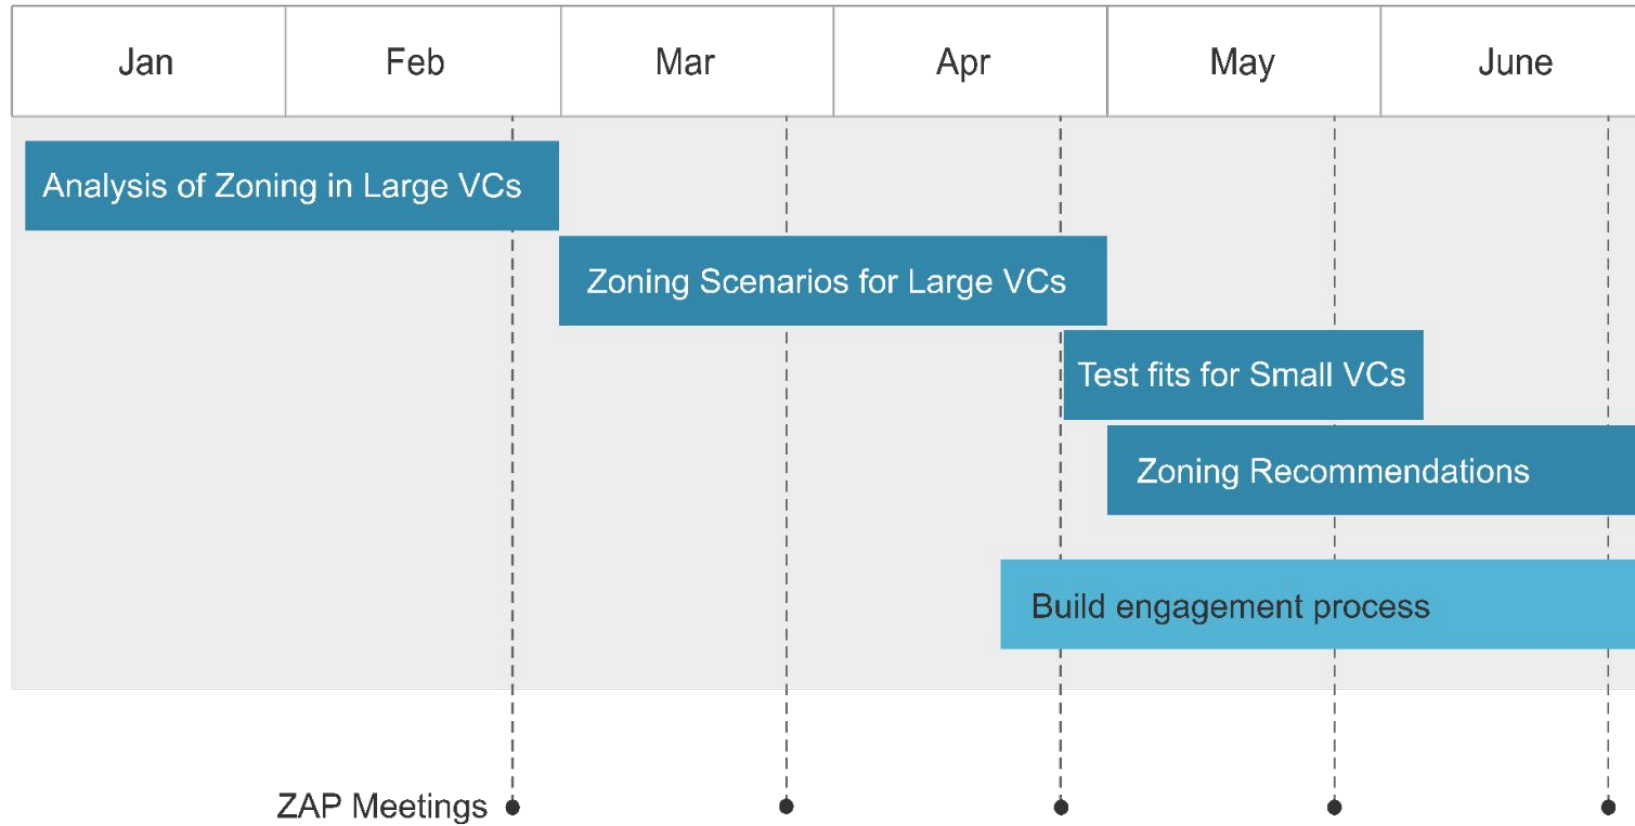 Jan Feb Mar Apr May June
Analysis of Zoning in Large VCs
Zoning Scenarios for Large VCs
Test fits for Small VCs
Zoning Recommendations
Build engagement process
ZAP Meetings